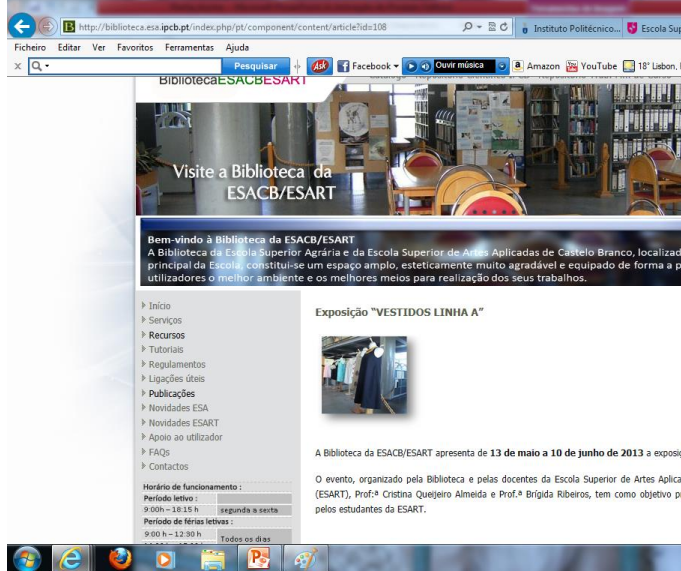 http://biblioteca.esa.ipcb.pt/index.php/pt/component/content/article?id=108
Instituto Politécnico...
Escola Sup
Ficheiro Editar Ver Favoritos Ferramentas Ajuda
x Pesquisar Ask Facebook Ouvir música Amazon YouTube 18° Lisbon,
BibliotecaESACBESART
Visite a Biblioteca da
ESACB/ESART
Bem-vindo à Biblioteca da ESACB/ESART
A Biblioteca da Escola Superior Agrária e da Escola Superior de Artes Aplicadas de Castelo Branco, localizad
principal da Escola, constitui-se um espaço amplo, esteticamente muito agradável e equipado de forma a p
utilizadores o melhor ambiente e os melhores meios para realização dos seus trabalhos.
Início
Serviços
Recursos
Tutoriais
Regulamentos
Ligações úteis
Publicações
Novidades ESA
Novidades ESART
Apoio ao utilizador
FAQs
Contactos
Horário de funcionamento :
Período letivo :
9:00h – 18:15 h segunda a sexta
Período de férias letivas :
9:00 h – 12:30 h
Todos os dias
Exposição "VESTIDOS LINHA A"
A Biblioteca da ESACB/ESART apresenta de 13 de maio a 10 de junho de 2013 a exposiç
O evento, organizado pela Biblioteca e pelas docentes da Escola Superior de Artes Aplica
(ESART), Prof.ª Cristina Queijeiro Almeida e Prof.ª Brígida Ribeiros, tem como objetivo p
pelos estudantes da ESART.